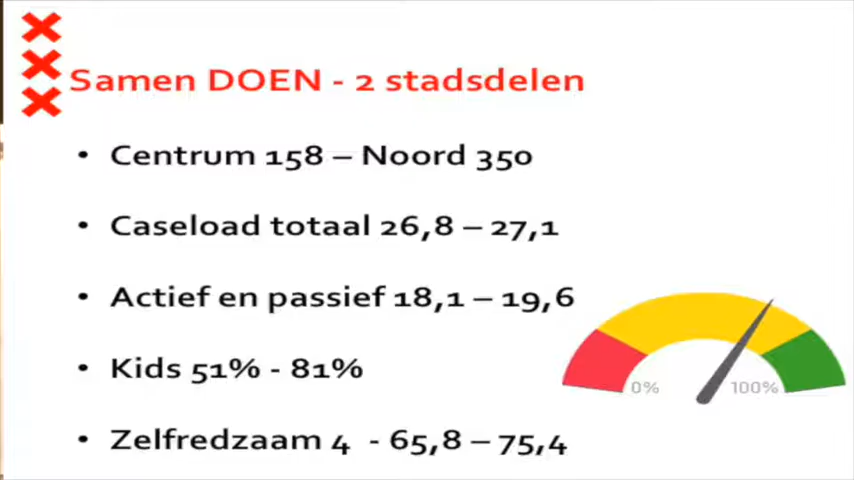 Samen DOEN - 2 stadsdelen
• Centrum 158 – Noord 350
• Caseload totaal 26,8 – 27,1
• Actief en passief 18,1 – 19,6
• Kids 51% - 81%
0% 100%
• Zelfredzaam 4 - 65,8 – 75,4